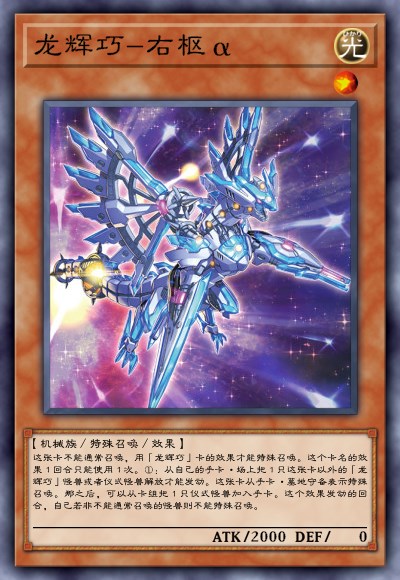 龙辉巧-右枢α
ひかり
光
【机械族/特殊召唤/效果】
这张卡不能通常召唤，用「龙辉巧」卡的效果才能特殊召唤。这个卡名的效
果1回合只能使用1次。①：从自己的手卡·场上把1只这张卡以外的「龙
辉巧」怪兽或者仪式怪兽解放才能发动。这张卡从手卡·墓地守备表示特殊
召唤。那之后，可以从卡组把1只仪式怪兽加入手卡。这个效果发动的回
合，自己若非不能通常召唤的怪兽则不能特殊召唤。
ATK/2000 DEF/ 0